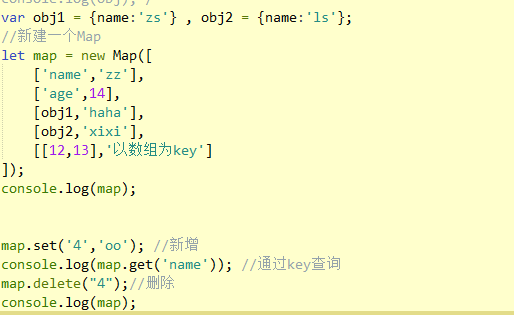 console.log(obj);*/
var obj1 = {name:'zs'} , obj2 = {name:'ls'};
//新建一个Map
let map = new Map([
    ['name','zz'],
    ['age',14],
    [obj1,'haha'],
    [obj2,'xixi'],
    [[12,13],'以数组为key']
]);
console.log(map);
map.set('4','oo'); //新增
console.log(map.get('name')); //通过key查询
map.delete("4");//删除
console.log(map);